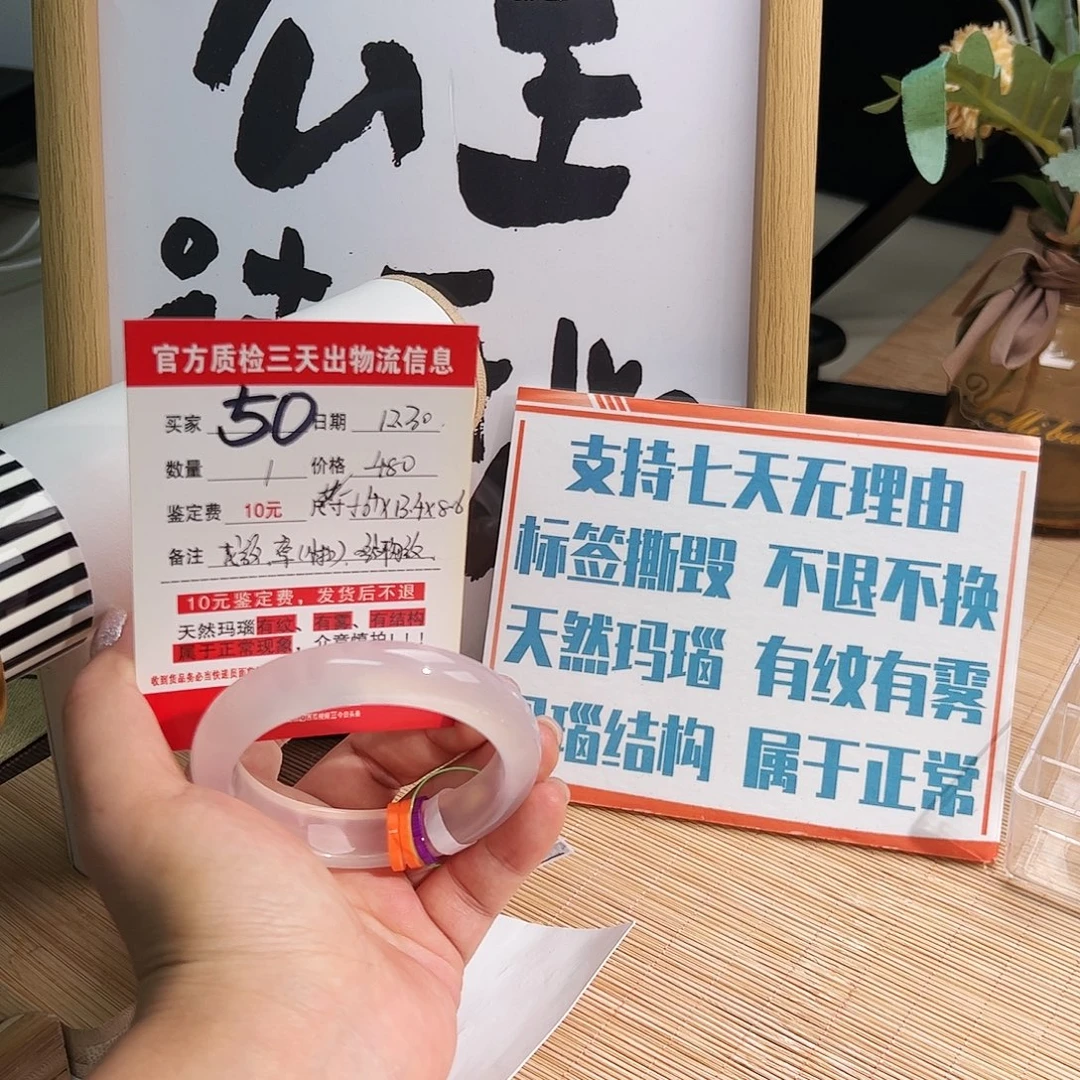 公主
官方质检三天出物流信息
买家 50 日期 12.30
数量 1 价格 480
鉴定费 10元
备注
10元鉴定费，发货后不退
天然玛瑙有纹、有雾、有结构
属于正常现象，介意慎拍！！！
支持七天无理由
标签撕毁 不退不换
天然玛瑙 有纹有雾
瑙结构 属于正常